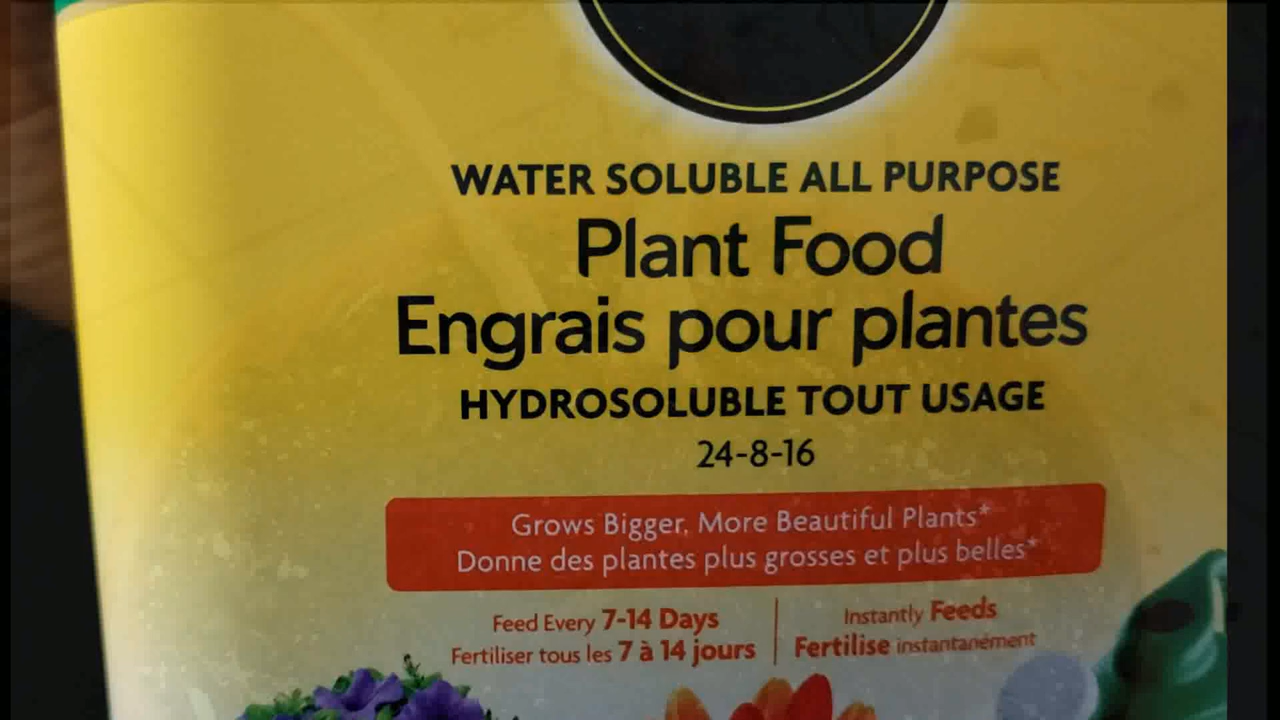 WATER SOLUBLE ALL PURPOSE
Plant Food
Engrais pour plantes
HYDROSOLUBLE TOUT USAGE
24-8-16
Grows Bigger, More Beautiful Plants*
Donne des plantes plus grosses et plus belles*
Feed Every 7-14 Days
Fertiliser tous les 7 à 14 jours
Instantly Feeds
Fertilise instantanément